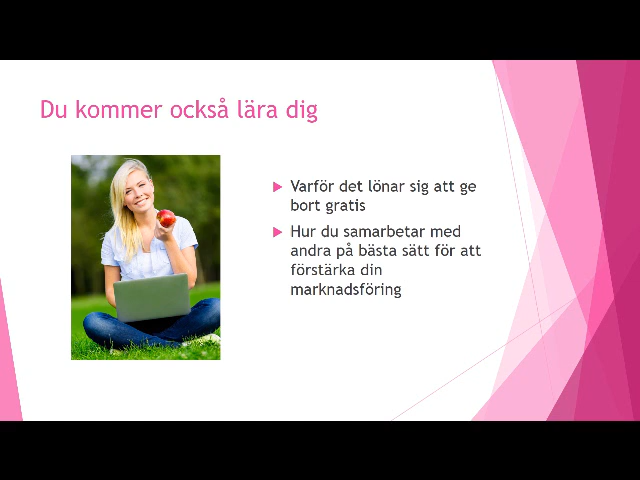 Du kommer också lära dig
Varför det lönar sig att ge
bort gratis
Hur du samarbetar med
andra på bästa sätt för att
förstärka din
marknadsföring